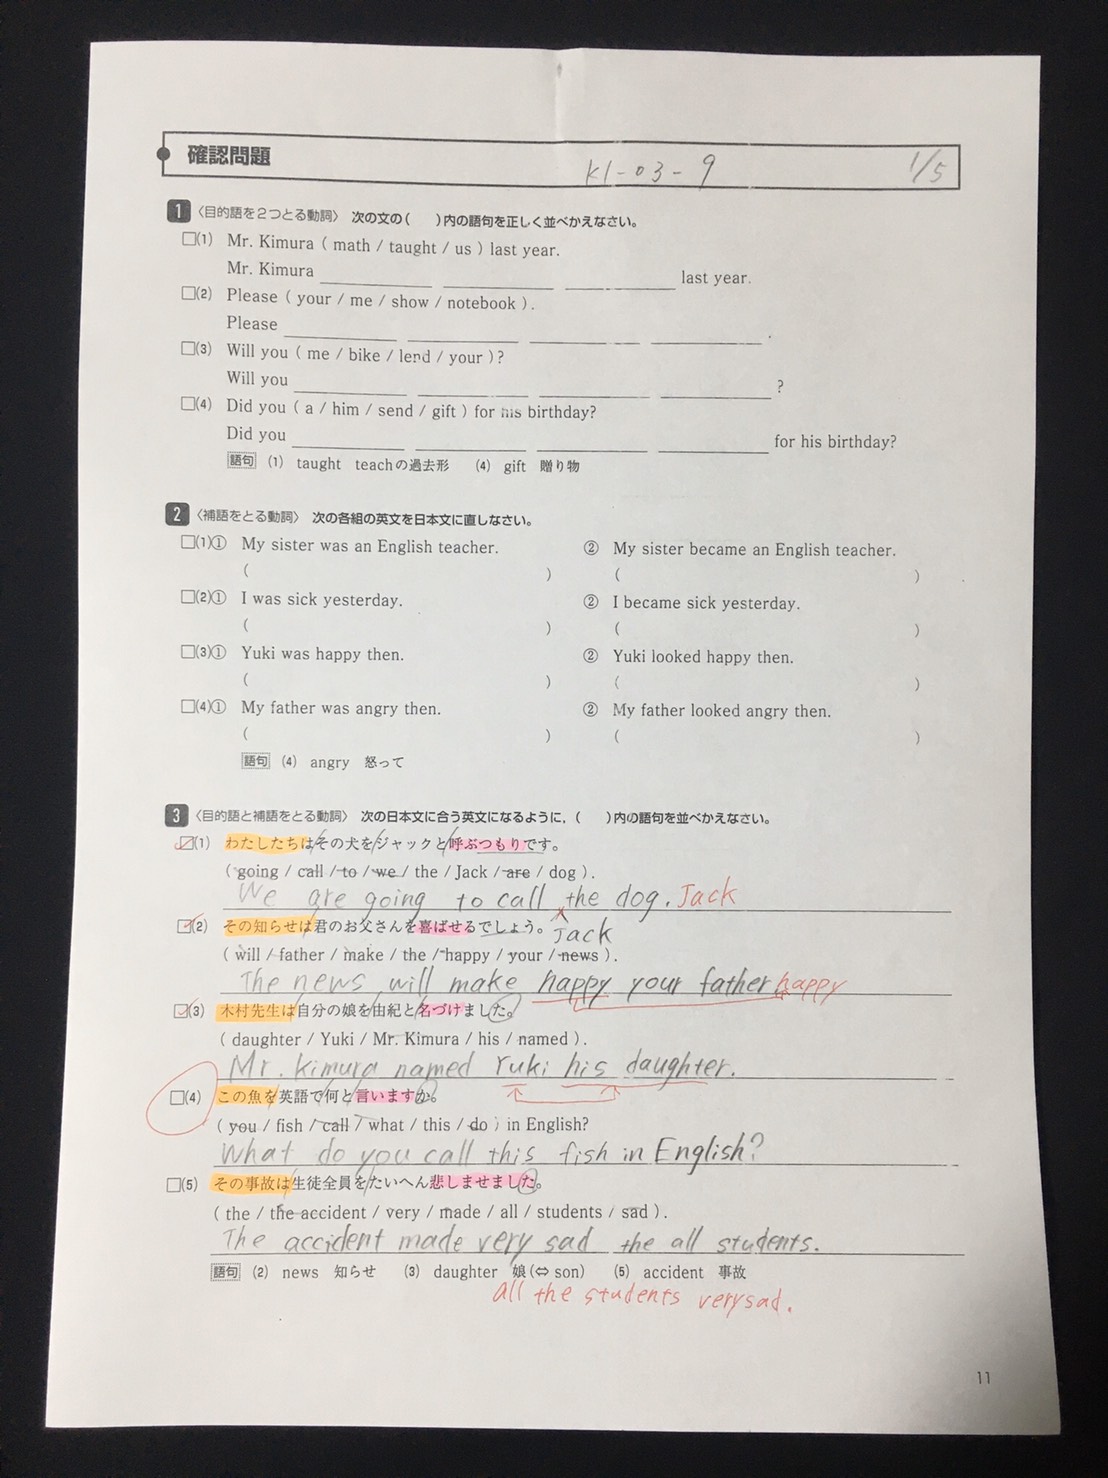 確認問題 K1-03-9 1/5
1 〈目的語を2つとる動詞〉 次の文の( )内の語句を正しく並べかえなさい。
□(1) Mr. Kimura ( math / taught / us ) last year.
Mr. Kimura ____ ____ ____ last year.
□(2) Please ( your / me / show / notebook ).
Please ____ ____ ____ ____ .
□(3) Will you ( me / bike / lend / your )?
Will you ____ ____ ____ ____ ?
□(4) Did you ( a / him / send / gift ) for his birthday?
Did you ____ ____ ____ ____ for his birthday?
語句 (1) taught teachの過去形 (4) gift 贈り物
2 〈補語をとる動詞〉 次の各組の英文を日本文に直しなさい。
□(1)① My sister was an English teacher. ② My sister became an English teacher.
( ) ( )
□(2)① I was sick yesterday. ② I became sick yesterday.
( ) ( )
□(3)① Yuki was happy then. ② Yuki looked happy then.
( ) ( )
□(4)① My father was angry then. ② My father looked angry then.
( ) ( )
語句 (4) angry 怒って
3 〈目的語と補語をとる動詞〉 次の日本文に合う英文になるように，( )内の語句を並べかえなさい。
□(1) わたしたちはその犬をジャックと呼ぶつもりです。
( going / call / to / we / the / Jack / are / dog ).
We are going to call the dog. Jack
□(2) その知らせは君のお父さんを喜ばせるでしょう。 Jack
( will / father / make / the / happy / your / news ).
The news will make happy your father happy
□(3) 木村先生は自分の娘を由紀と名づけました。
( daughter / Yuki / Mr. Kimura / his / named ).
Mr. kimura named Yuki his daughter.
□(4) この魚を英語で何と言いますか。
( you / fish / call / what / this / do ) in English?
What do you call this fish in English?
□(5) その事故は生徒全員をたいへん悲しませました。
( the / the accident / very / made / all / students / sad ).
The accident made very sad the all students.
語句 (2) news 知らせ (3) daughter 娘(⇔ son) (5) accident 事故
all the students very sad.
11